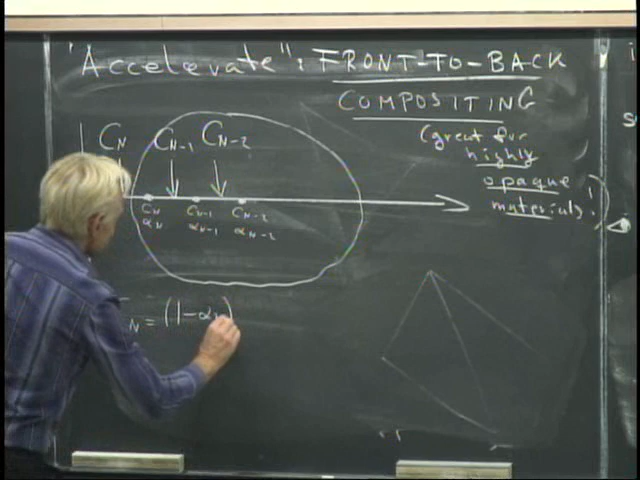 "Accelerate": FRONT-TO-BACK
COMPOSITING
(great for
highly
opaque
materials!)
C_N C_N-1 C_N-2
c_N c_N-1 c_N-2
α_N α_N-1 α_N-2
N = (1-α